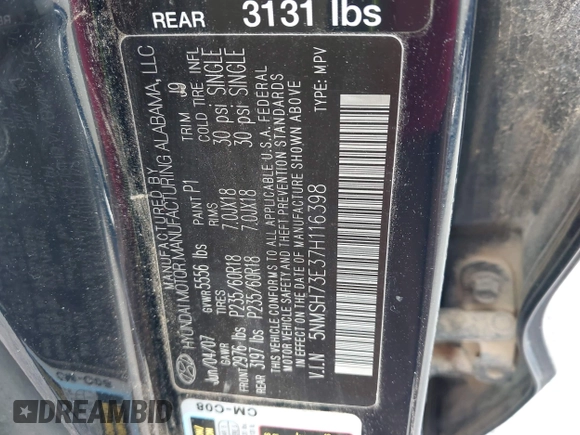 REAR 3131 lbs
MANUFACTURED BY
HYUNDAI MOTOR MANUFACTURING ALABAMA, LLC
Jun/04/07 GVWR 5556 lbs PAINT P1 TRIM J9
GAWR TIRES RIMS COLD TIRE INFL
FRONT 2976 lbs P235/60R18 7.0JX18 30 psi SINGLE
REAR 3197 lbs P235/60R18 7.0JX18 30 psi SINGLE
THIS VEHICLE CONFORMS TO ALL APPLICABLE U.S.A. FEDERAL
MOTOR VEHICLE SAFETY AND THEFT PREVENTION STANDARDS
IN EFFECT ON THE DATE OF MANUFACTURE SHOWN ABOVE
V.I.N 5NMSH73E37H116398 TYPE: MPV
CM-C08
DREAMBID
.COM